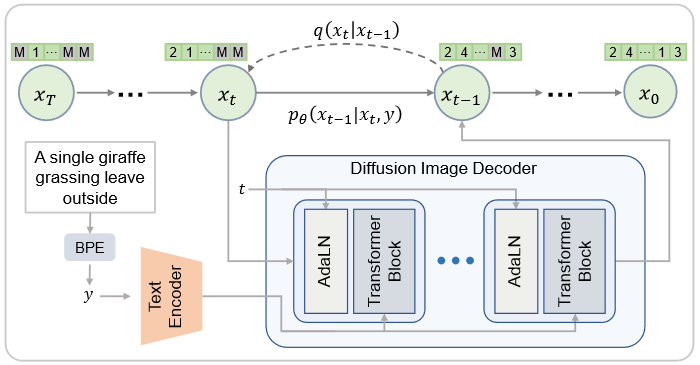 q(x_t|x_{t-1})
M 1 ··· M M
2 1 ··· M M
2 4 ··· M 3
2 4 ··· 1 3
x_T
x_t
x_{t-1}
x_0
p_θ(x_{t-1}|x_t, y)
A single giraffe
grassing leave
outside
Diffusion Image Decoder
t
BPE
AdaLN
Transformer
Block
AdaLN
Transformer
Block
y
Text
Encoder